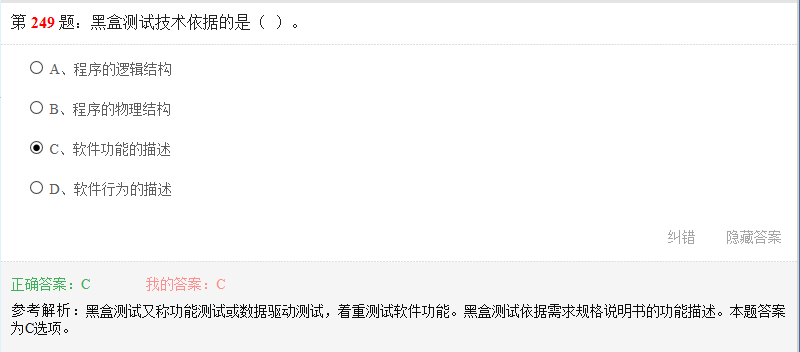 第 249 题：黑盒测试技术依据的是（ ）。
A、程序的逻辑结构
B、程序的物理结构
C、软件功能的描述
D、软件行为的描述
纠错 隐藏答案
正确答案：C 我的答案：C
参考解析：黑盒测试又称功能测试或数据驱动测试，着重测试软件功能。黑盒测试依据需求规格说明书的功能描述。本题答案
为C选项。